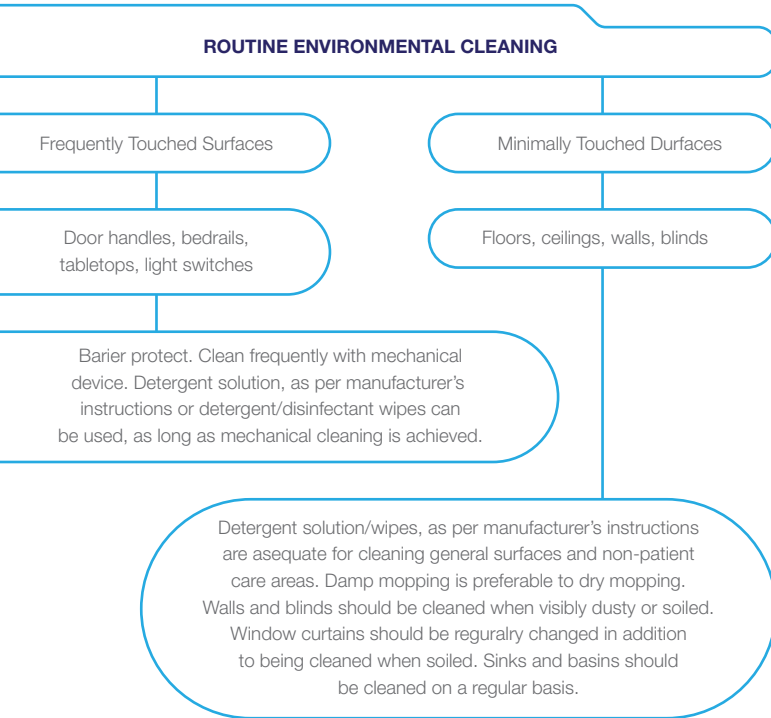 ROUTINE ENVIRONMENTAL CLEANING
Frequently Touched Surfaces
Minimally Touched Durfaces
Door handles, bedrails,
tabletops, light switches
Floors, ceilings, walls, blinds
Barier protect. Clean frequently with mechanical
device. Detergent solution, as per manufacturer's
instructions or detergent/disinfectant wipes can
be used, as long as mechanical cleaning is achieved.
Detergent solution/wipes, as per manufacturer's instructions
are asequate for cleaning general surfaces and non-patient
care areas. Damp mopping is preferable to dry mopping.
Walls and blinds should be cleaned when visibly dusty or soiled.
Window curtains should be reguralry changed in addition
to being cleaned when soiled. Sinks and basins should
be cleaned on a regular basis.